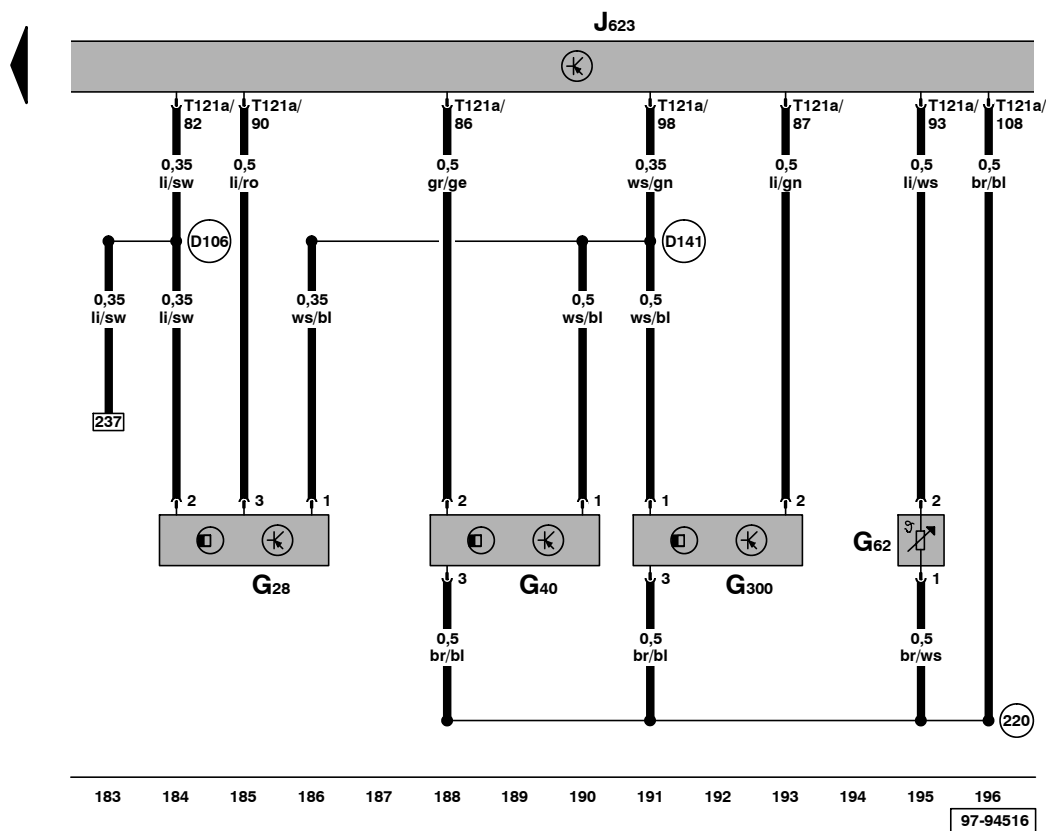 J623
T121a/ T121a/ T121a/ T121a/ T121a/ T121a/ T121a/
82 90 86 98 87 93 108
0,35 0,5 0,5 0,35 0,5 0,5 0,5
li/sw li/ro gr/ge ws/gn li/gn li/ws br/bl
D106 D141
0,35 0,35 0,35 0,5 0,5
li/sw li/sw ws/bl ws/bl ws/bl
237
2 3 1 2 1 1 2 2
G62
G28 G40 G300
3 3 1
0,5 0,5 0,5
br/bl br/bl br/ws
220
183 184 185 186 187 188 189 190 191 192 193 194 195 196
97-94516